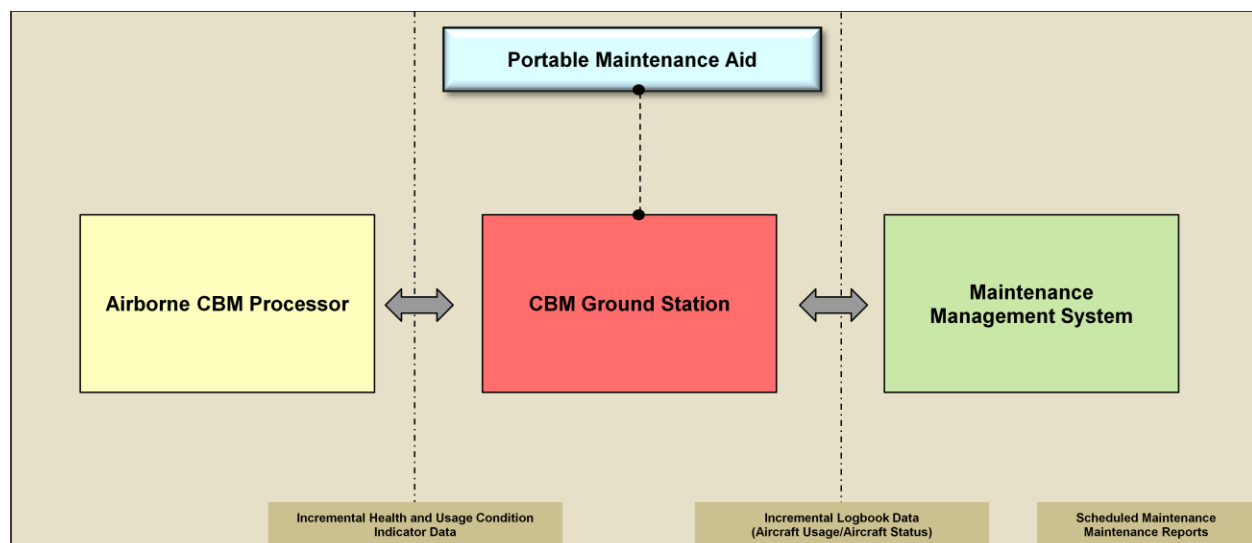 Portable Maintenance Aid
Airborne CBM Processor
CBM Ground Station
Maintenance
Management System
Incremental Health and Usage Condition
Indicator Data
Incremental Logbook Data
(Aircraft Usage/Aircraft Status)
Scheduled Maintenance
Maintenance Reports